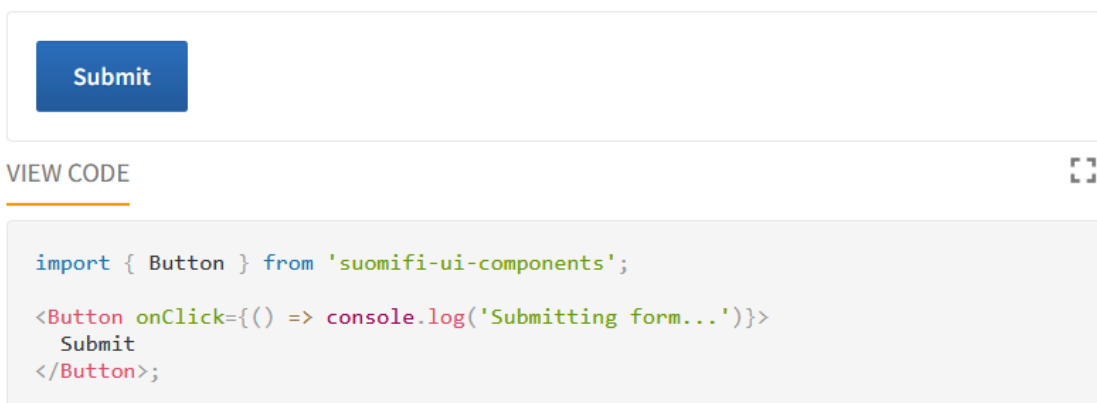 Submit
VIEW CODE
import { Button } from 'suomifi-ui-components';
<Button onClick={() => console.log('Submitting form...')}>
  Submit
</Button>;